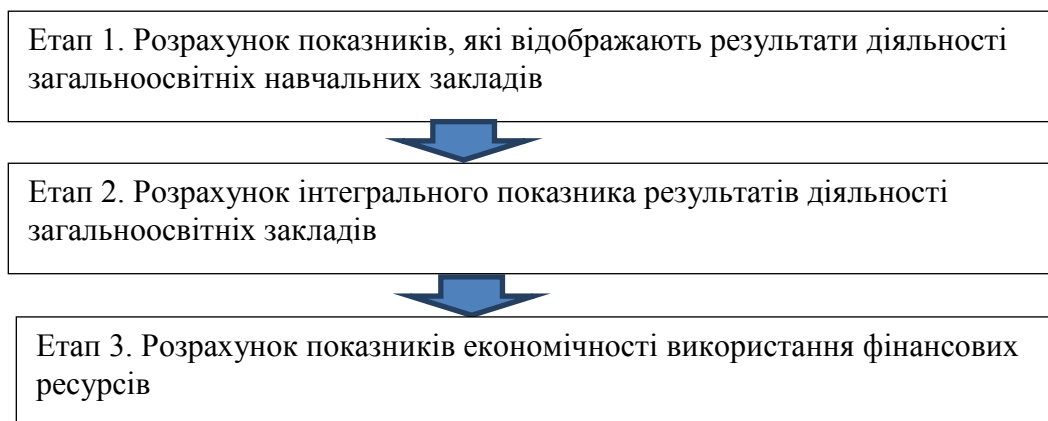 Етап 1. Розрахунок показників, які відображають результати діяльності
загальноосвітніх навчальних закладів
Етап 2. Розрахунок інтегрального показника результатів діяльності
загальноосвітніх закладів
Етап 3. Розрахунок показників економічності використання фінансових
ресурсів